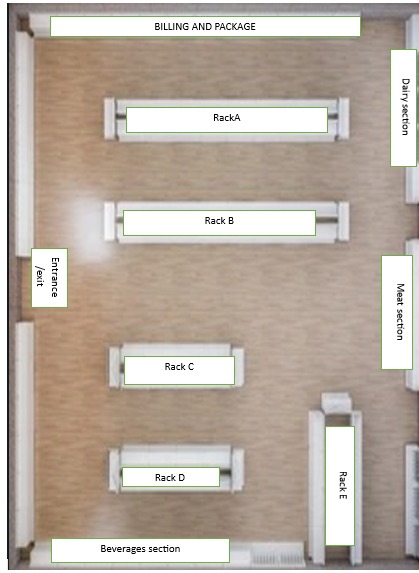 BILLING AND PACKAGE
RackA
Dairy section
Rack B
Entrance
/exit
Meat section
Rack C
Rack D
Rack E
Beverages section